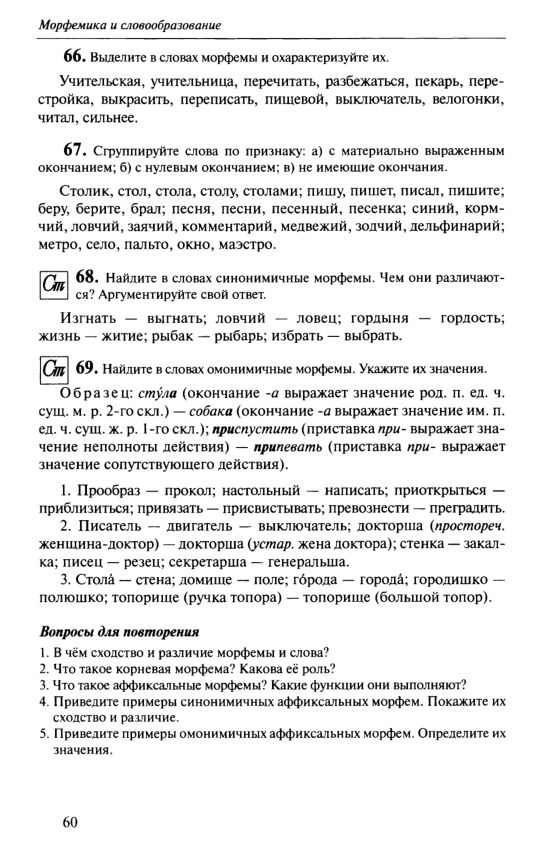 Морфемика и словообразование
66. Выделите в словах морфемы и охарактеризуйте их.
Учительская, учительница, перечитать, разбежаться, пекарь, пере-
стройка, выкрасить, переписать, пищевой, выключатель, велогонки,
читал, сильнее.
67. Сгруппируйте слова по признаку: а) с материально выраженным
окончанием; б) с нулевым окончанием; в) не имеющие окончания.
Столик, стол, стола, столу, столами; пишу, пишет, писал, пишите;
беру, берите, брал; песня, песни, песенный, песенка; синий, корм-
чий, ловчий, заячий, комментарий, медвежий, зодчий, дельфинарий;
метро, село, пальто, окно, маэстро.
Ст 68. Найдите в словах синонимичные морфемы. Чем они различают-
ся? Аргументируйте свой ответ.
Изгнать — выгнать; ловчий — ловец; гордыня — гордость;
жизнь — житие; рыбак — рыбарь; избрать — выбрать.
Ст 69. Найдите в словах омонимичные морфемы. Укажите их значения.
Образец: сту́ла (окончание -а выражает значение род. п. ед. ч.
сущ. м. р. 2-го скл.) — собака (окончание -а выражает значение им. п.
ед. ч. сущ. ж. р. 1-го скл.); приспустить (приставка при- выражает зна-
чение неполноты действия) — припевать (приставка при- выражает
значение сопутствующего действия).
1. Прообраз — прокол; настольный — написать; приоткрыться —
приблизиться; привязать — присвистывать; превознести — преградить.
2. Писатель — двигатель — выключатель; докторша (простореч.
женщина-доктор) — докторша (устар. жена доктора); стенка — закал-
ка; писец — резец; секретарша — генеральша.
3. Стола́ — стена; домище — поле; го́рода — города́; городишко —
полюшко; топорище (ручка топора) — топорище (большой топор).
Вопросы для повторения
1. В чём сходство и различие морфемы и слова?
2. Что такое корневая морфема? Какова её роль?
3. Что такое аффиксальные морфемы? Какие функции они выполняют?
4. Приведите примеры синонимичных аффиксальных морфем. Покажите их
сходство и различие.
5. Приведите примеры омонимичных аффиксальных морфем. Определите их
значения.
60